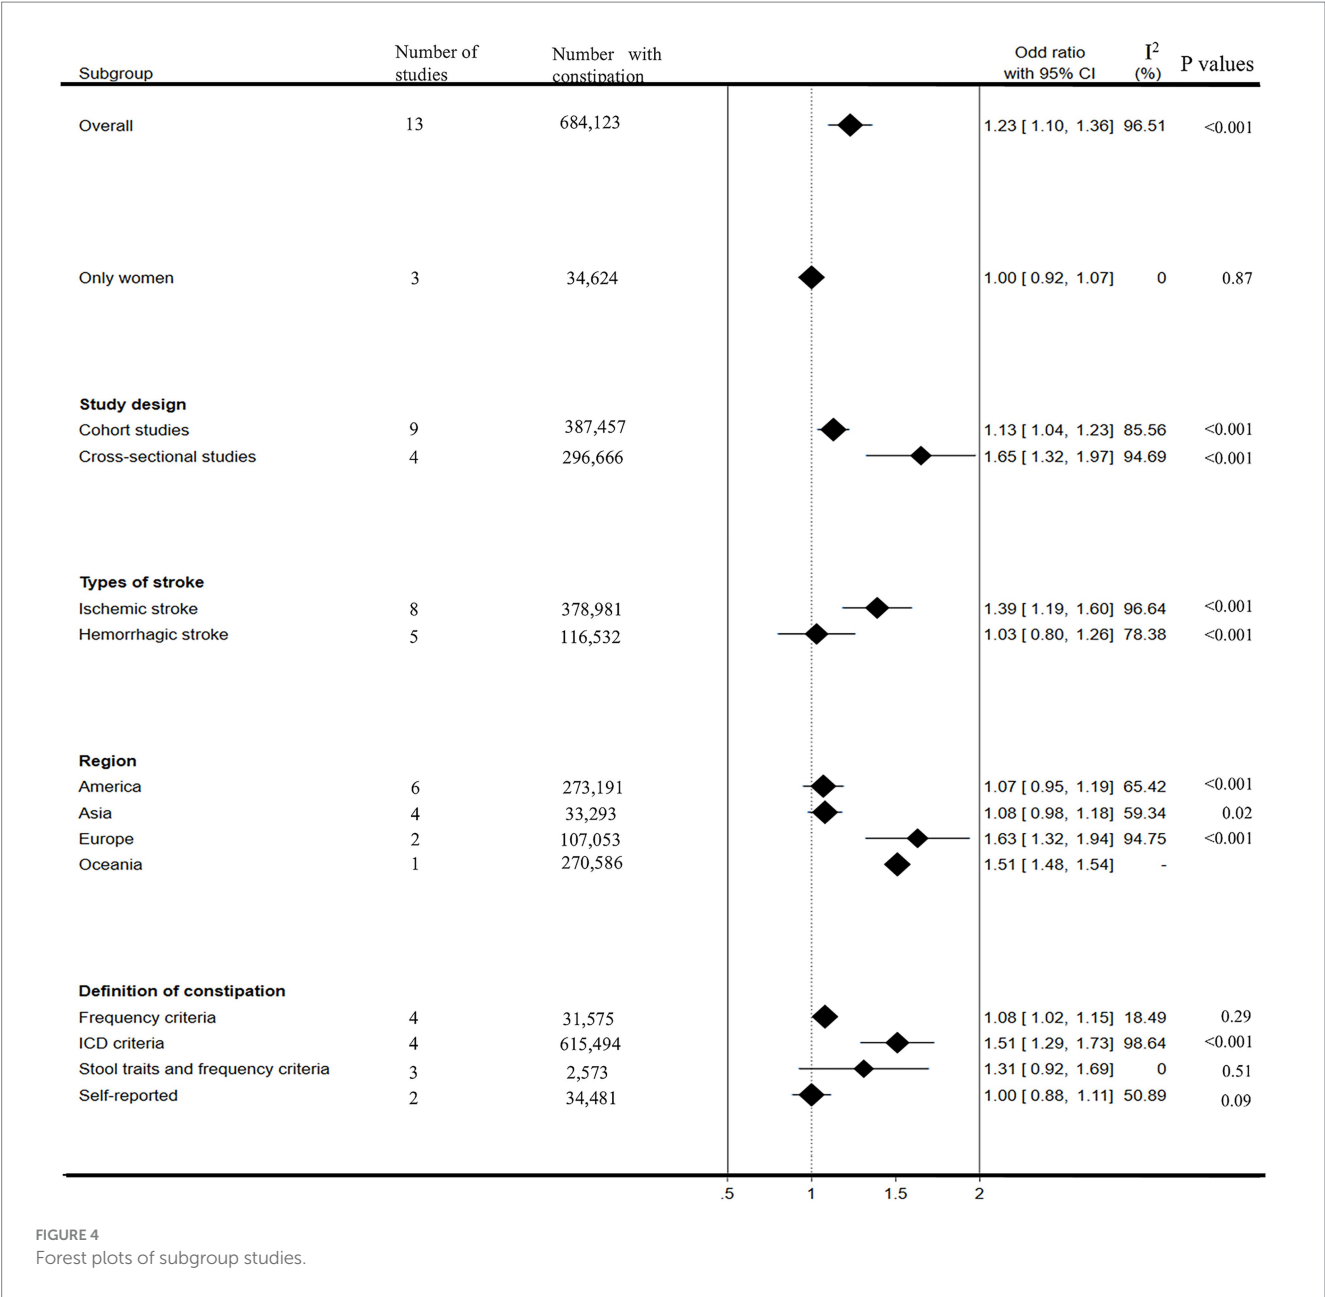 Subgroup Number of studies Number with constipation Odd ratio with 95% CI I2 (%) P values
Overall 13 684,123 1.23 [ 1.10, 1.36] 96.51 <0.001
Only women 3 34,624 1.00 [ 0.92, 1.07] 0 0.87
Study design
Cohort studies 9 387,457 1.13 [ 1.04, 1.23] 85.56 <0.001
Cross-sectional studies 4 296,666 1.65 [ 1.32, 1.97] 94.69 <0.001
Types of stroke
Ischemic stroke 8 378,981 1.39 [ 1.19, 1.60] 96.64 <0.001
Hemorrhagic stroke 5 116,532 1.03 [ 0.80, 1.26] 78.38 <0.001
Region
America 6 273,191 1.07 [ 0.95, 1.19] 65.42 <0.001
Asia 4 33,293 1.08 [ 0.98, 1.18] 59.34 0.02
Europe 2 107,053 1.63 [ 1.32, 1.94] 94.75 <0.001
Oceania 1 270,586 1.51 [ 1.48, 1.54] -
Definition of constipation
Frequency criteria 4 31,575 1.08 [ 1.02, 1.15] 18.49 0.29
ICD criteria 4 615,494 1.51 [ 1.29, 1.73] 98.64 <0.001
Stool traits and frequency criteria 3 2,573 1.31 [ 0.92, 1.69] 0 0.51
Self-reported 2 34,481 1.00 [ 0.88, 1.11] 50.89 0.09
.5 1 1.5 2
FIGURE 4
Forest plots of subgroup studies.